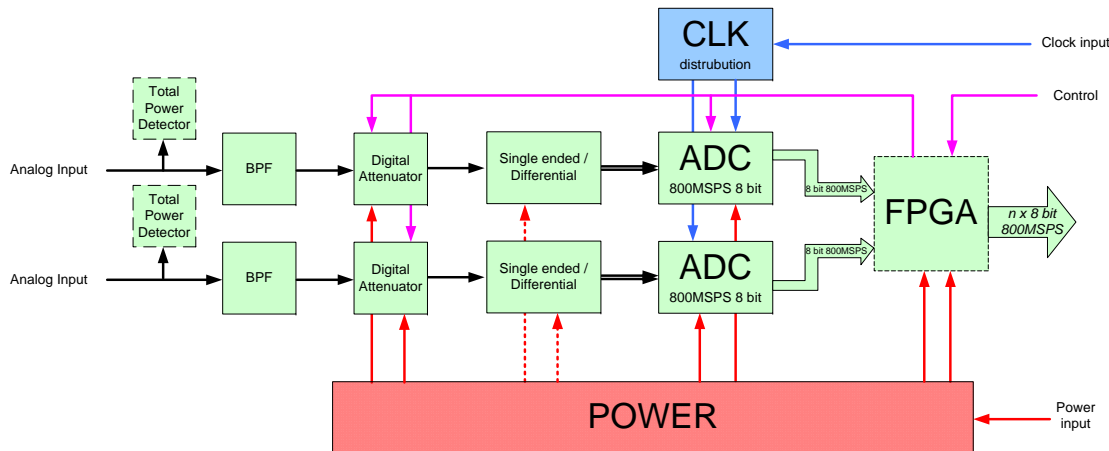 CLK
distrubution
Clock input
Total
Power
Detector
Control
Analog Input
BPF
Digital
Attenuator
Single ended /
Differential
ADC
800MSPS 8 bit
8 bit 800MSPS
Total
Power
Detector
FPGA
n x 8 bit
800MSPS
Analog Input
BPF
Digital
Attenuator
Single ended /
Differential
ADC
800MSPS 8 bit
8 bit 800MSPS
POWER
Power
input